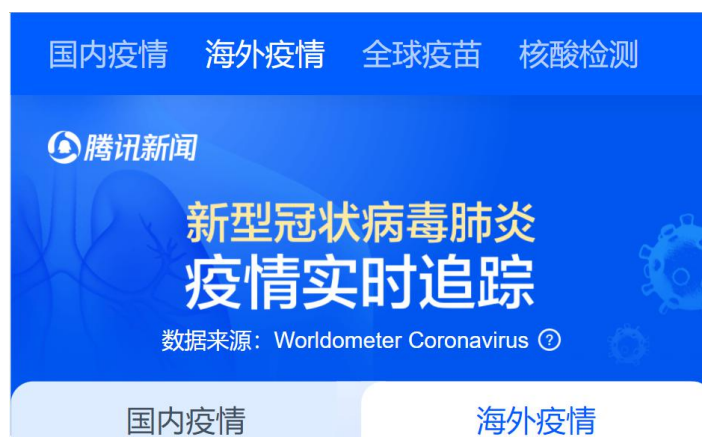 国内疫情 海外疫情 全球疫苗 核酸检测
腾讯新闻
新型冠状病毒肺炎
疫情实时追踪
数据来源：Worldometer Coronavirus ?
国内疫情 海外疫情